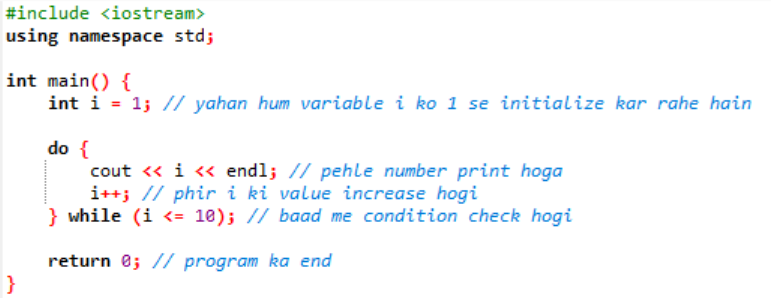 #include <iostream>
using namespace std;
int main() {
int i = 1; // yahan hum variable i ko 1 se initialize kar rahe hain
do {
cout << i << endl; // pehle number print hoga
i++; // phir i ki value increase hogi
} while (i <= 10); // baad me condition check hogi
return 0; // program ka end
}